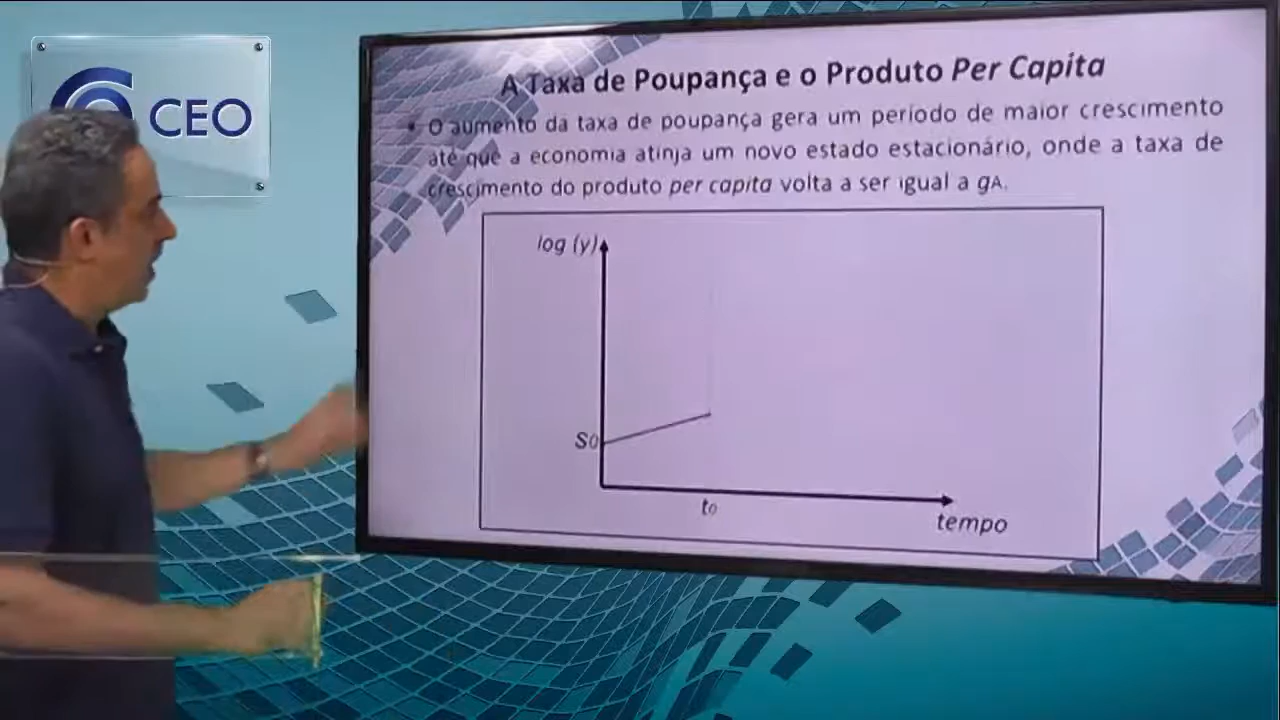 CEO
A Taxa de Poupança e o Produto Per Capita
• O aumento da taxa de poupança gera um período de maior crescimento
até que a economia atinja um novo estado estacionário, onde a taxa de
crescimento do produto per capita volta a ser igual a gA.
log (y)
S0
t0
tempo